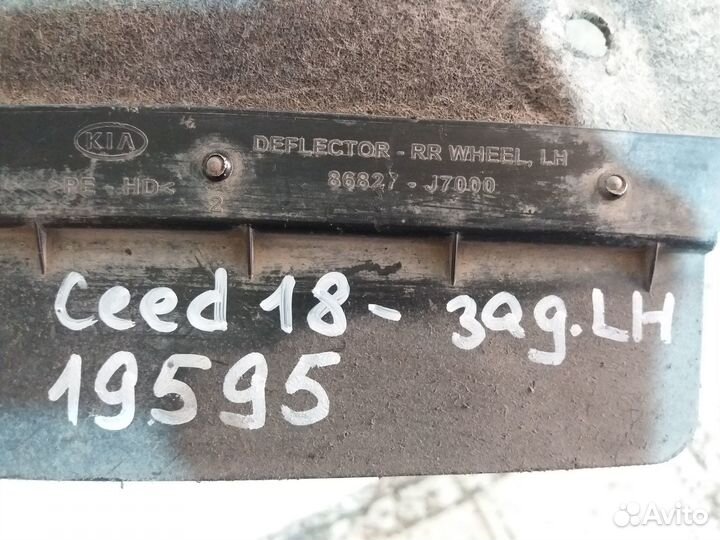 KIA
DEFLECTOR - RR WHEEL, LH
86827 - J7000
>PE - HD<
2
Ceed 18 - зад. LH
19595
Avito